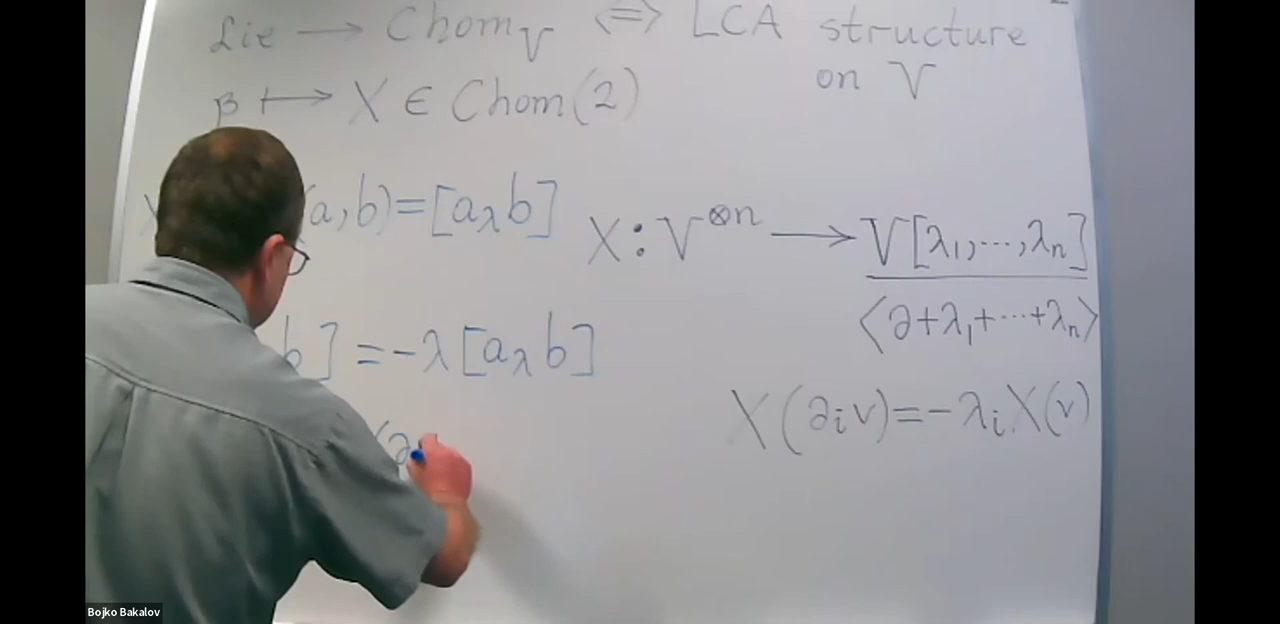 Lie → Chom_V ⟺ LCA structure
on V
β ↦ X ∈ Chom(2)
(a, b) = [a_λ b]
X : V^{⊗n} → V[λ_1, ..., λ_n]
⟨∂+λ_1+···+λ_n⟩
b] = -λ[a_λ b]
X(∂_i v) = -λ_i X(v)
(∂
Bojko Bakalov